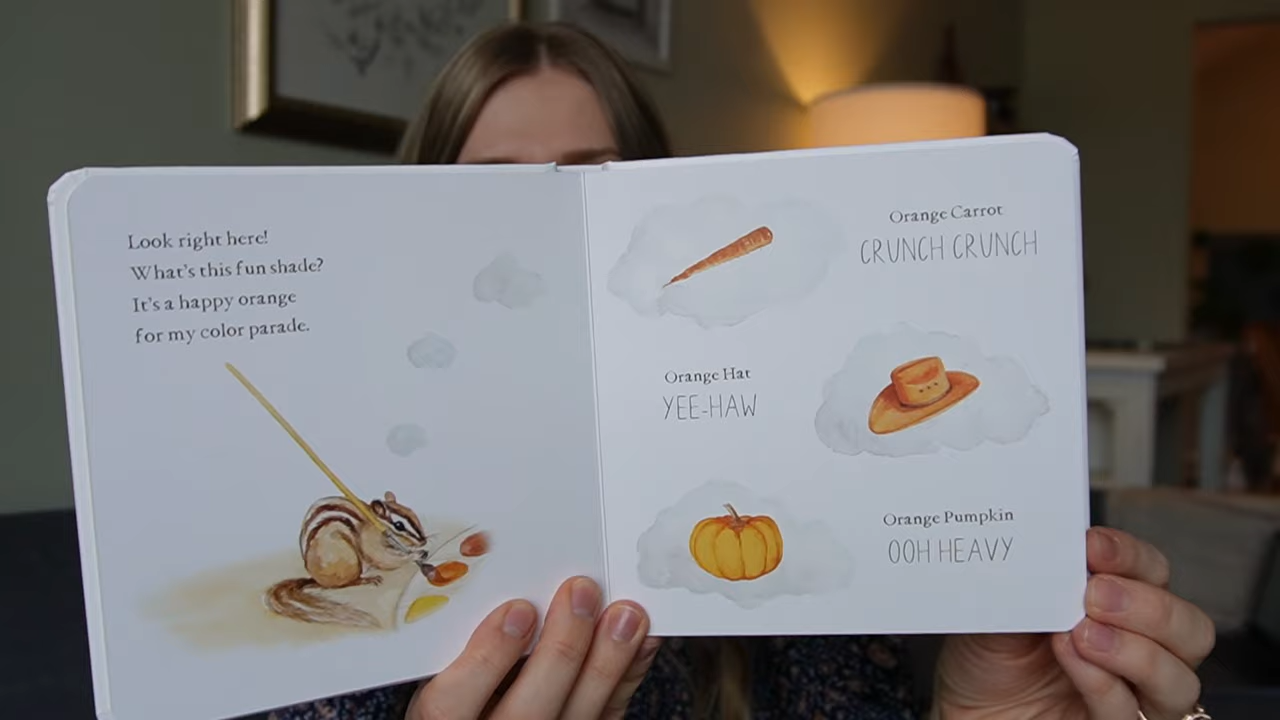 Look right here!
What's this fun shade?
It's a happy orange
for my color parade.
Orange Carrot
CRUNCH CRUNCH
Orange Hat
YEE-HAW
Orange Pumpkin
OOH HEAVY